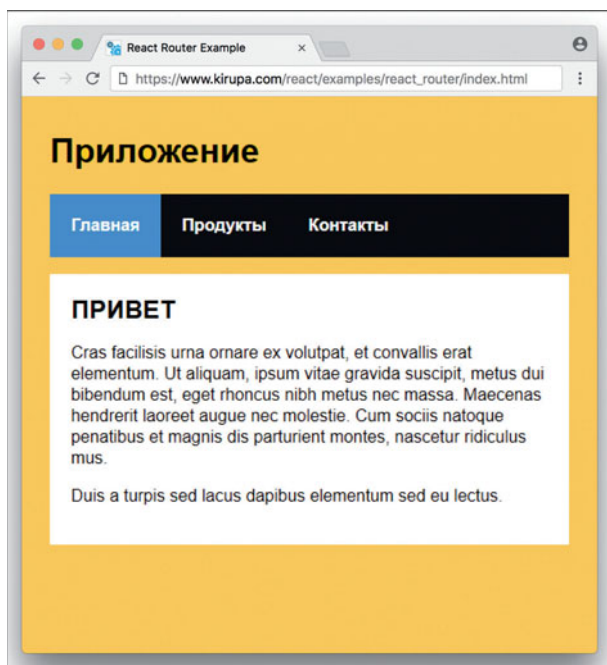 React Router Example
https://www.kirupa.com/react/examples/react_router/index.html
Приложение
Главная Продукты Контакты
ПРИВЕТ
Cras facilisis urna ornare ex volutpat, et convallis erat
elementum. Ut aliquam, ipsum vitae gravida suscipit, metus dui
bibendum est, eget rhoncus nibh metus nec massa. Maecenas
hendrerit laoreet augue nec molestie. Cum sociis natoque
penatibus et magnis dis parturient montes, nascetur ridiculus
mus.
Duis a turpis sed lacus dapibus elementum sed eu lectus.